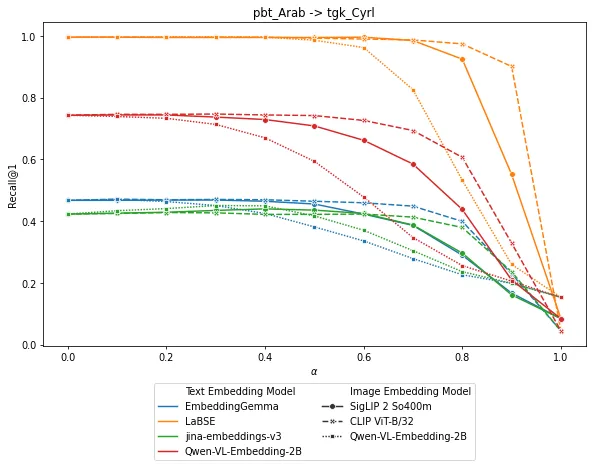 pbt_Arab -> tgk_Cyrl
1.0
0.8
0.6
0.4
0.2
0.0
Recall@1
0.0 0.2 0.4 0.6 0.8 1.0
α
Text Embedding Model
EmbeddingGemma
LaBSE
jina-embeddings-v3
Qwen-VL-Embedding-2B
Image Embedding Model
SigLIP 2 So400m
CLIP ViT-B/32
Qwen-VL-Embedding-2B